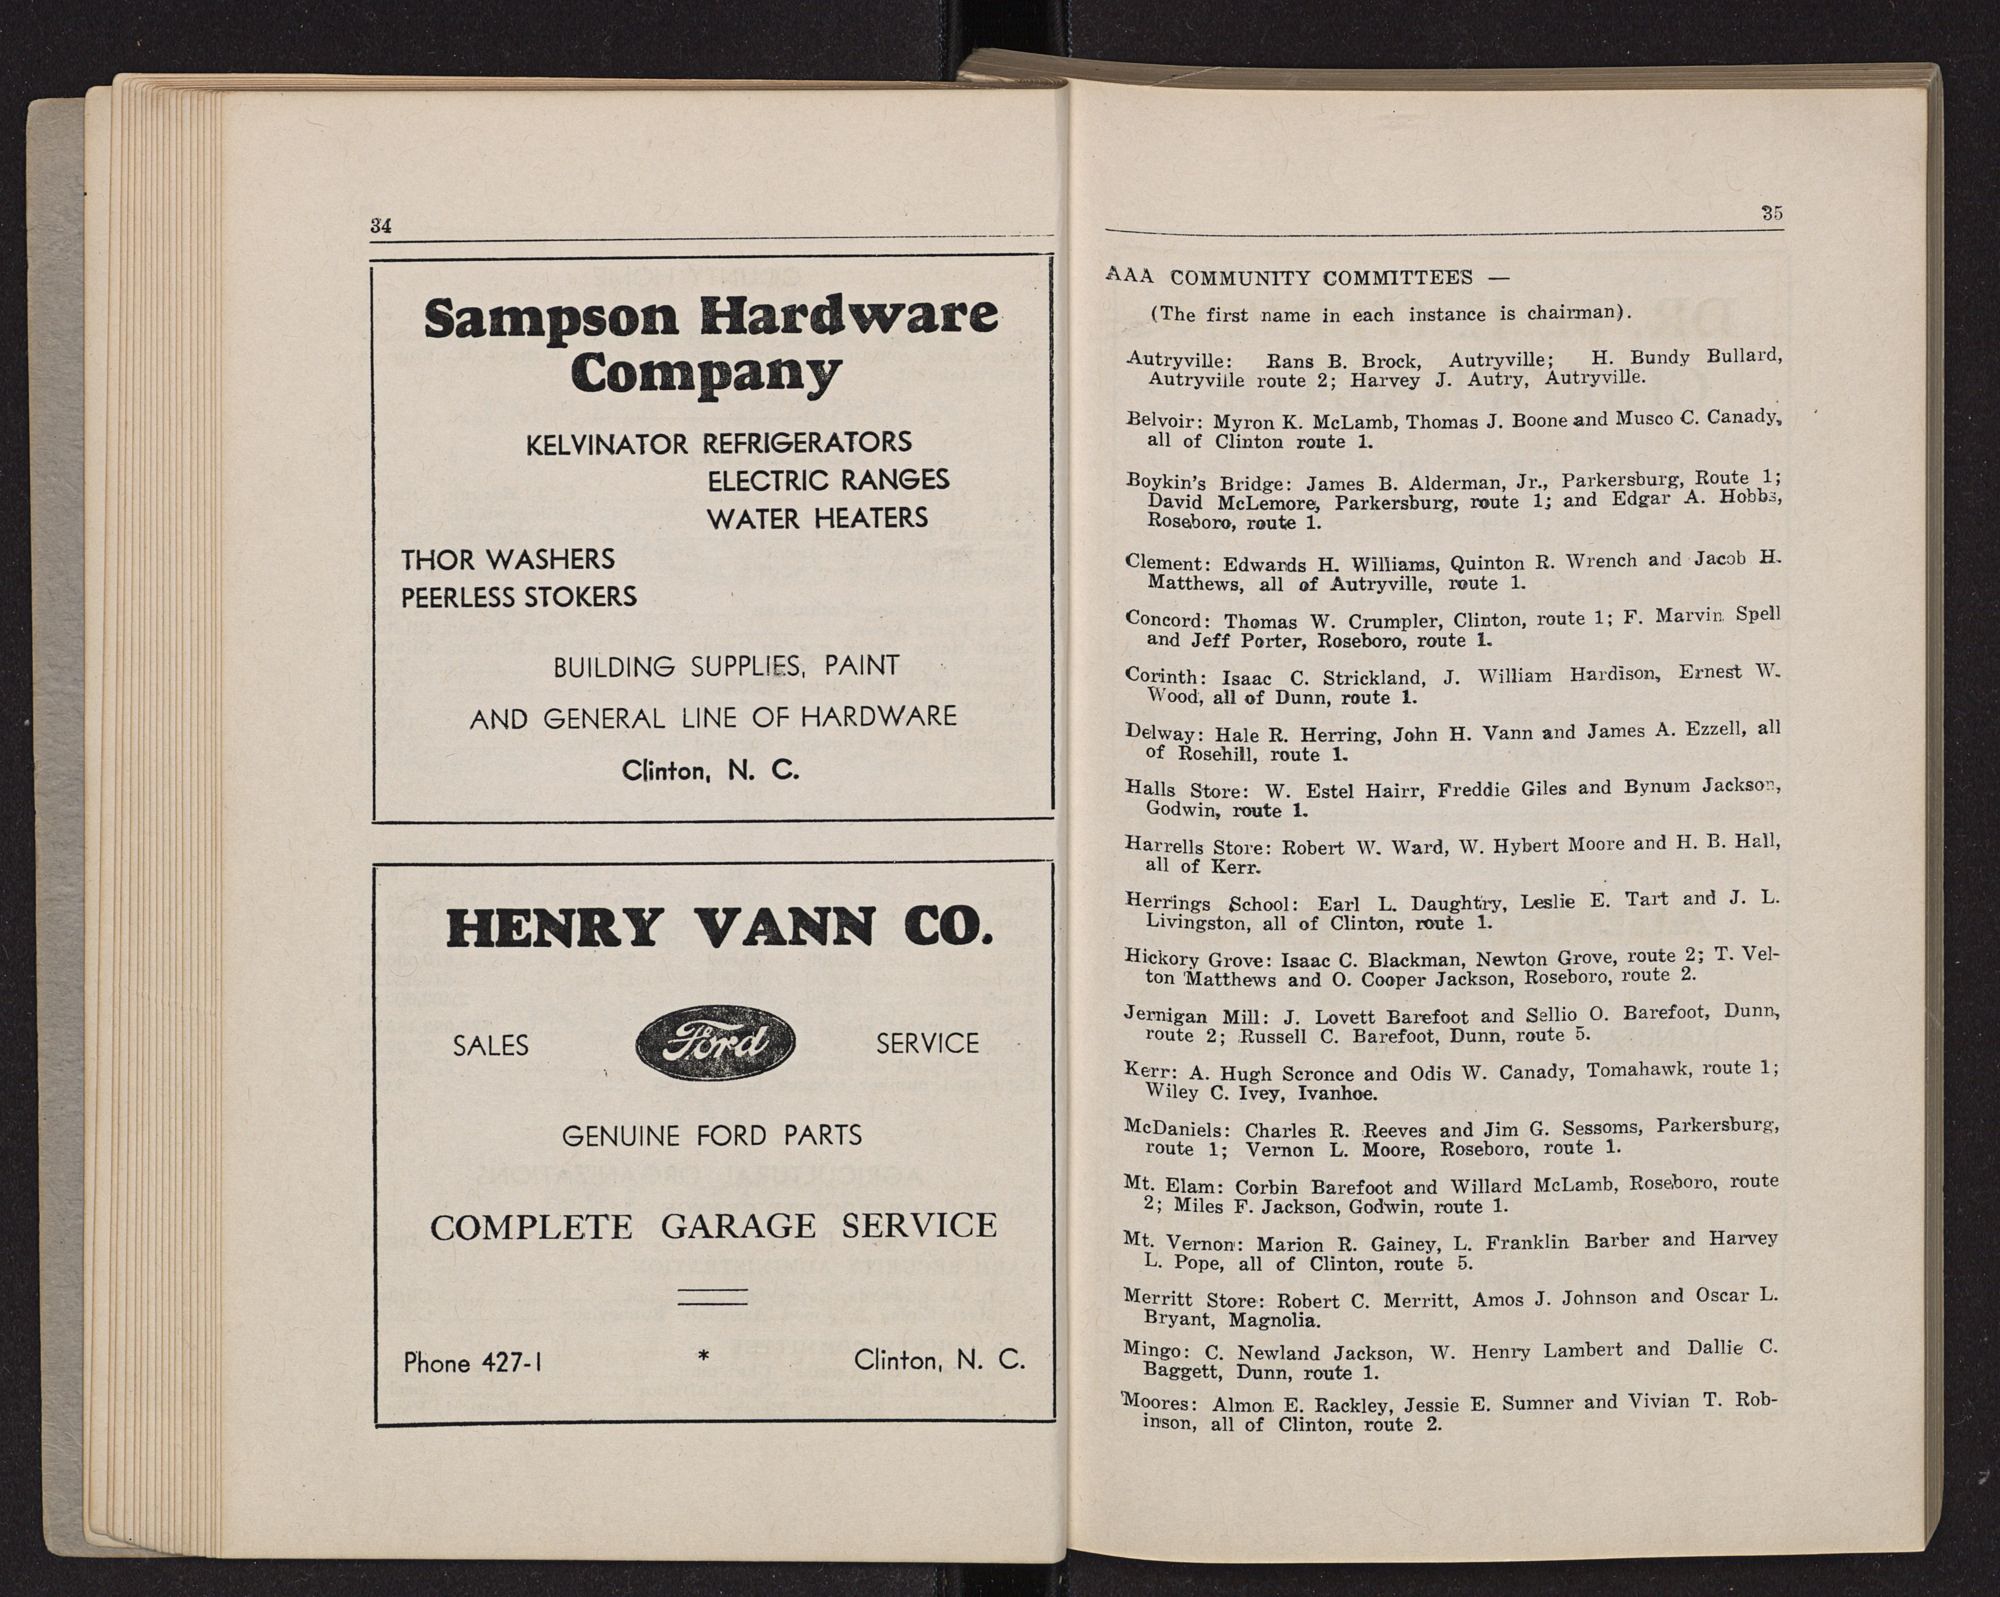 34
Sampson Hardware
Company
KELVINATOR REFRIGERATORS
ELECTRIC RANGES
WATER HEATERS
THOR WASHERS
PEERLESS STOKERS
BUILDING SUPPLIES, PAINT
AND GENERAL LINE OF HARDWARE
Clinton, N. C.
HENRY VANN CO.
SALES Ford SERVICE
GENUINE FORD PARTS
COMPLETE GARAGE SERVICE
Phone 427-1 * Clinton, N. C.
35
AAA COMMUNITY COMMITTEES —
(The first name in each instance is chairman).
Autryville: Rans B. Brock, Autryville; H. Bundy Bullard,
Autryville route 2; Harvey J. Autry, Autryville.
Belvoir: Myron K. McLamb, Thomas J. Boone and Musco C. Canady,
all of Clinton route 1.
Boykin's Bridge: James B. Alderman, Jr., Parkersburg, Route 1;
David McLemore, Parkersburg, route 1; and Edgar A. Hobbs,
Roseboro, route 1.
Clement: Edwards H. Williams, Quinton R. Wrench and Jacob H.
Matthews, all of Autryville, route 1.
Concord: Thomas W. Crumpler, Clinton, route 1; F. Marvin Spell
and Jeff Porter, Roseboro, route 1.
Corinth: Isaac C. Strickland, J. William Hardison, Ernest W.
Wood, all of Dunn, route 1.
Delway: Hale R. Herring, John H. Vann and James A. Ezzell, all
of Rosehill, route 1.
Halls Store: W. Estel Hairr, Freddie Giles and Bynum Jackson,
Godwin, route 1.
Harrells Store: Robert W. Ward, W. Hybert Moore and H. B. Hall,
all of Kerr.
Herrings School: Earl L. Daughtry, Leslie E. Tart and J. L.
Livingston, all of Clinton, route 1.
Hickory Grove: Isaac C. Blackman, Newton Grove, route 2; T. Vel-
ton Matthews and O. Cooper Jackson, Roseboro, route 2.
Jernigan Mill: J. Lovett Barefoot and Sellio O. Barefoot, Dunn,
route 2; Russell C. Barefoot, Dunn, route 5.
Kerr: A. Hugh Scronce and Odis W. Canady, Tomahawk, route 1;
Wiley C. Ivey, Ivanhoe.
McDaniels: Charles R. Reeves and Jim G. Sessoms, Parkersburg,
route 1; Vernon L. Moore, Roseboro, route 1.
Mt. Elam: Corbin Barefoot and Willard McLamb, Roseboro, route
2; Miles F. Jackson, Godwin, route 1.
Mt. Vernon: Marion R. Gainey, L. Franklin Barber and Harvey
L. Pope, all of Clinton, route 5.
Merritt Store: Robert C. Merritt, Amos J. Johnson and Oscar L.
Bryant, Magnolia.
Mingo: C. Newland Jackson, W. Henry Lambert and Dallie C.
Baggett, Dunn, route 1.
Moores: Almon E. Rackley, Jessie E. Sumner and Vivian T. Rob-
inson, all of Clinton, route 2.